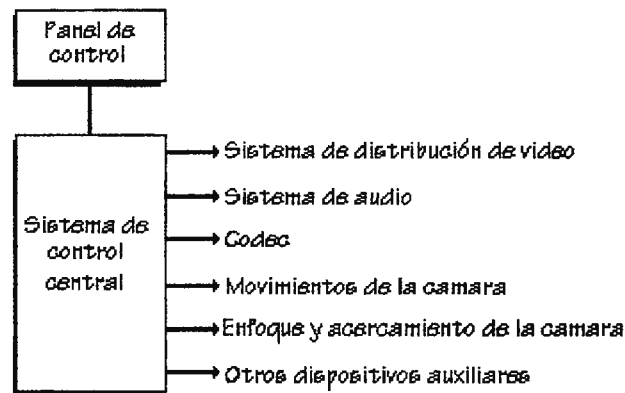 Panel de
control
Sistema de
control
central
Sistema de distribución de video
Sistema de audio
Codec
Movimientos de la camara
Enfoque y acercamiento de la camara
Otros dispositivos auxiliares